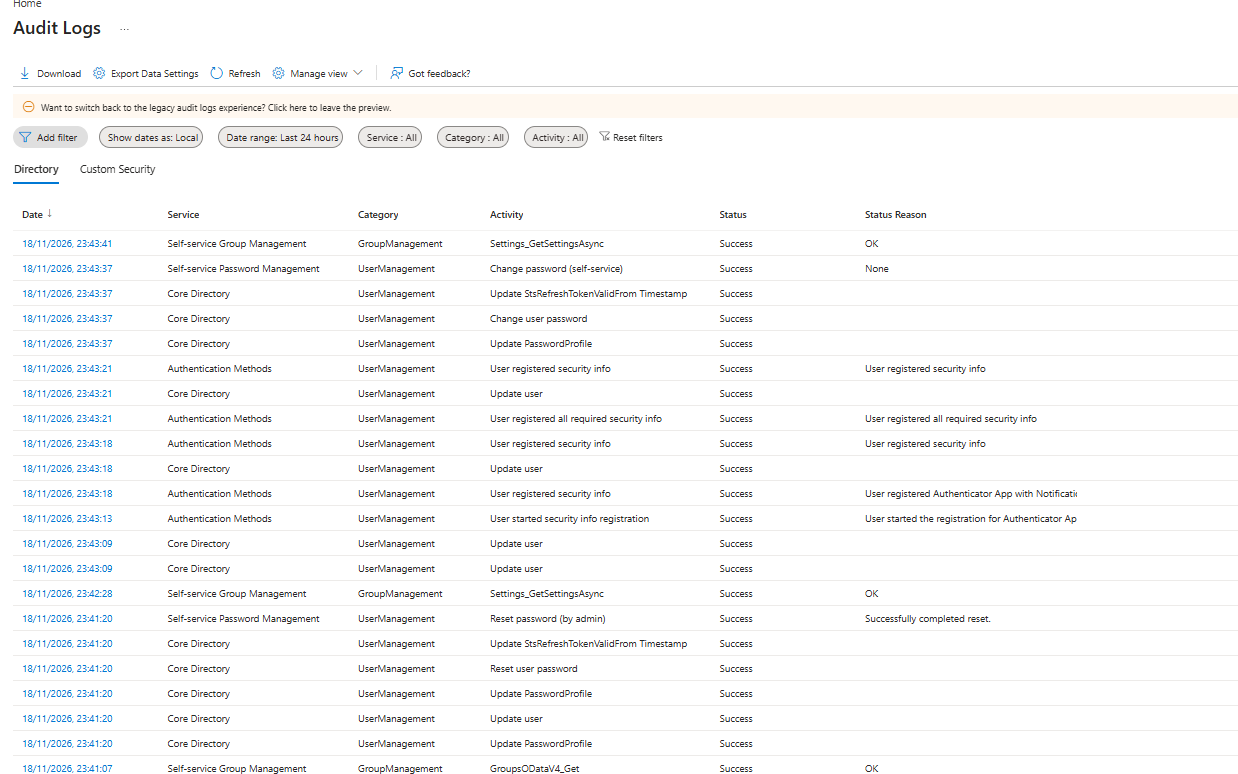 Home
Audit Logs ...
Download Export Data Settings Refresh Manage view Got feedback?
Want to switch back to the legacy audit logs experience? Click here to leave the preview.
Add filter Show dates as: Local Date range: Last 24 hours Service : All Category : All Activity : All Reset filters
Directory Custom Security
Date ↓ Service Category Activity Status Status Reason
18/11/2026, 23:43:41 Self-service Group Management GroupManagement Settings_GetSettingsAsync Success OK
18/11/2026, 23:43:37 Self-service Password Management UserManagement Change password (self-service) Success None
18/11/2026, 23:43:37 Core Directory UserManagement Update StsRefreshTokenValidFrom Timestamp Success
18/11/2026, 23:43:37 Core Directory UserManagement Change user password Success
18/11/2026, 23:43:37 Core Directory UserManagement Update PasswordProfile Success
18/11/2026, 23:43:21 Authentication Methods UserManagement User registered security info Success User registered security info
18/11/2026, 23:43:21 Core Directory UserManagement Update user Success
18/11/2026, 23:43:21 Authentication Methods UserManagement User registered all required security info Success User registered all required security info
18/11/2026, 23:43:18 Authentication Methods UserManagement User registered security info Success User registered security info
18/11/2026, 23:43:18 Core Directory UserManagement Update user Success
18/11/2026, 23:43:18 Authentication Methods UserManagement User registered security info Success User registered Authenticator App with Notificatio
18/11/2026, 23:43:13 Authentication Methods UserManagement User started security info registration Success User started the registration for Authenticator Ap
18/11/2026, 23:43:09 Core Directory UserManagement Update user Success
18/11/2026, 23:43:09 Core Directory UserManagement Update user Success
18/11/2026, 23:42:28 Self-service Group Management GroupManagement Settings_GetSettingsAsync Success OK
18/11/2026, 23:41:20 Self-service Password Management UserManagement Reset password (by admin) Success Successfully completed reset.
18/11/2026, 23:41:20 Core Directory UserManagement Update StsRefreshTokenValidFrom Timestamp Success
18/11/2026, 23:41:20 Core Directory UserManagement Reset user password Success
18/11/2026, 23:41:20 Core Directory UserManagement Update PasswordProfile Success
18/11/2026, 23:41:20 Core Directory UserManagement Update user Success
18/11/2026, 23:41:20 Core Directory UserManagement Update PasswordProfile Success
18/11/2026, 23:41:07 Self-service Group Management GroupManagement GroupsODataV4_Get Success OK